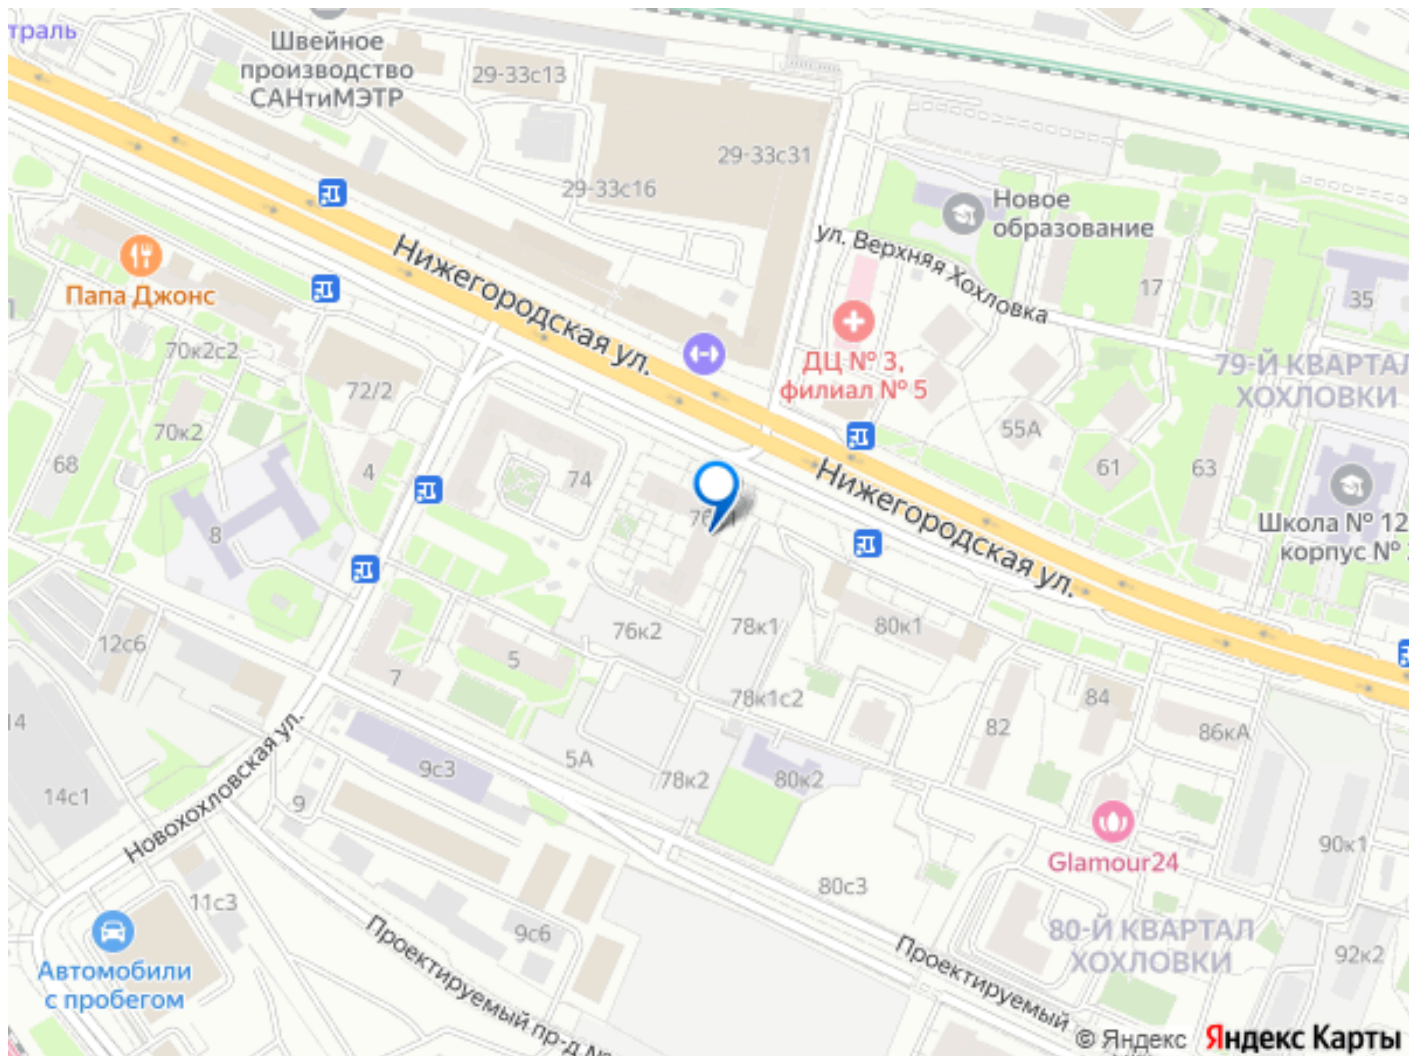 траль
Швейное
производство
САНтиМЭТР
29-33с13
29-33с31
29-33с16
Новое
образование
ул. Верхняя Хохловка
17
35
Папа Джонс
Нижегородская ул.
70к2с2
72/2
ДЦ № 3,
филиал № 5
79-Й КВАРТАЛ
ХОХЛОВКИ
70к2
68
4
74
55А
61
63
8
Нижегородская ул.
Школа № 12
корпус №
12с6
7
5
76к2
78к1
80к1
78к1с2
82
84
86кА
14
14с1
Новохохловская ул.
9с3
9
5А
78к2
80к2
Glamour24
90к1
11с3
80с3
9с6
80-Й КВАРТАЛ
ХОХЛОВКИ
92к2
Автомобили
с пробегом
Проектируемый пр-д №
Проектируемый
© Яндекс Яндекс Карты